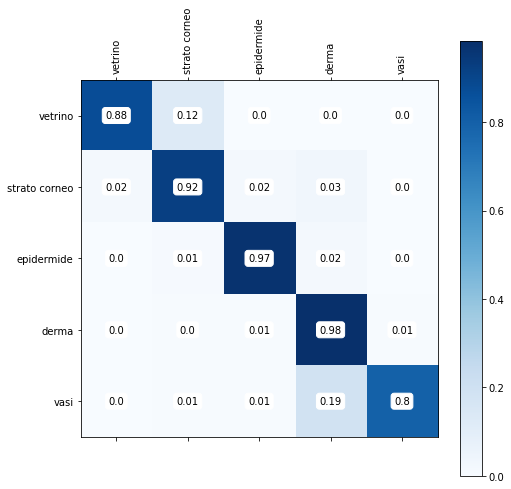 vetrino strato corneo epidermide derma vasi
vetrino 0.88 0.12 0.0 0.0 0.0
strato corneo 0.02 0.92 0.02 0.03 0.0
epidermide 0.0 0.01 0.97 0.02 0.0
derma 0.0 0.0 0.01 0.98 0.01
vasi 0.0 0.01 0.01 0.19 0.8
0.8
0.6
0.4
0.2
0.0